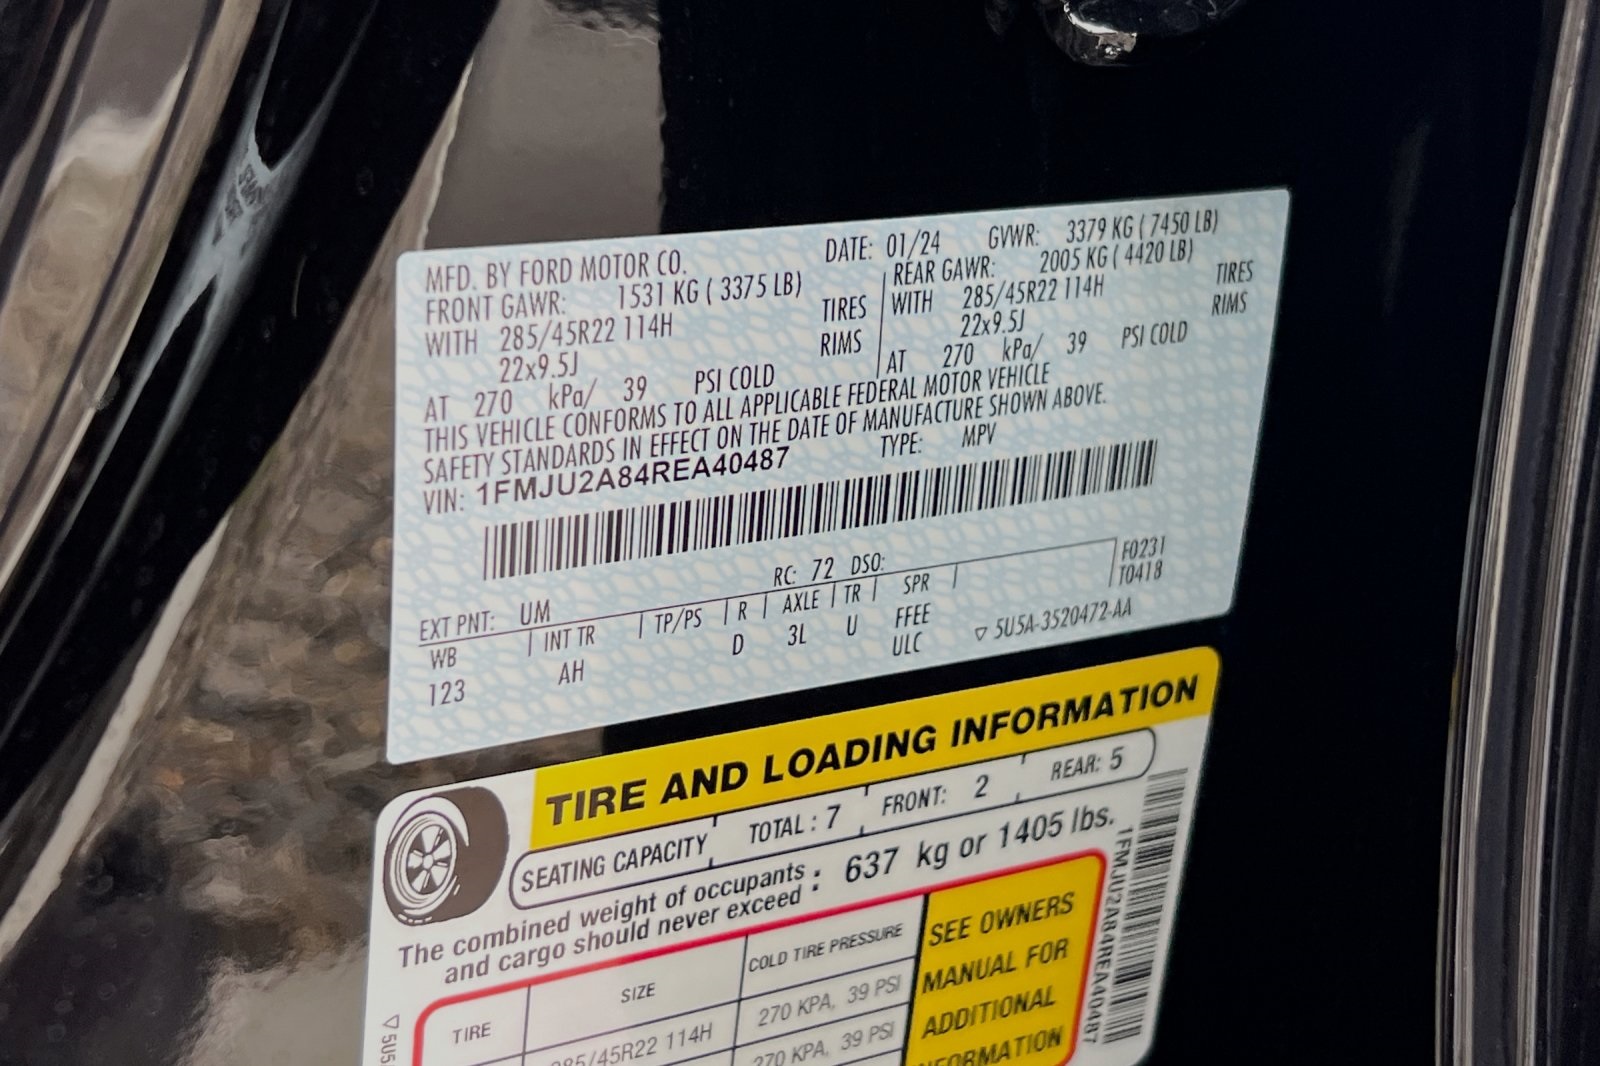 MFD. BY FORD MOTOR CO. DATE: 01/24 GVWR: 3379 KG ( 7450 LB)
FRONT GAWR: 1531 KG ( 3375 LB) REAR GAWR: 2005 KG ( 4420 LB)
WITH 285/45R22 114H TIRES WITH 285/45R22 114H TIRES
22x9.5J RIMS 22x9.5J RIMS
AT 270 kPa/ 39 PSI COLD AT 270 kPa/ 39 PSI COLD
THIS VEHICLE CONFORMS TO ALL APPLICABLE FEDERAL MOTOR VEHICLE
SAFETY STANDARDS IN EFFECT ON THE DATE OF MANUFACTURE SHOWN ABOVE.
VIN: 1FMJU2A84REA40487 TYPE: MPV
EXT PNT: UM RC: 72 DSO: F0231
WB INT TR TP/PS R AXLE TR SPR T0418
123 AH D 3L U FFEE
ULC ▽ 5U5A-3520472-AA
TIRE AND LOADING INFORMATION
SEATING CAPACITY TOTAL : 7 FRONT: 2 REAR: 5
The combined weight of occupants
and cargo should never exceed : 637 kg or 1405 lbs.
TIRE SIZE COLD TIRE PRESSURE
285/45R22 114H 270 KPA, 39 PSI
270 KPA, 39 PSI
SEE OWNERS
MANUAL FOR
ADDITIONAL
INFORMATION
1FMJU2A84REA40487
▽ 5U5